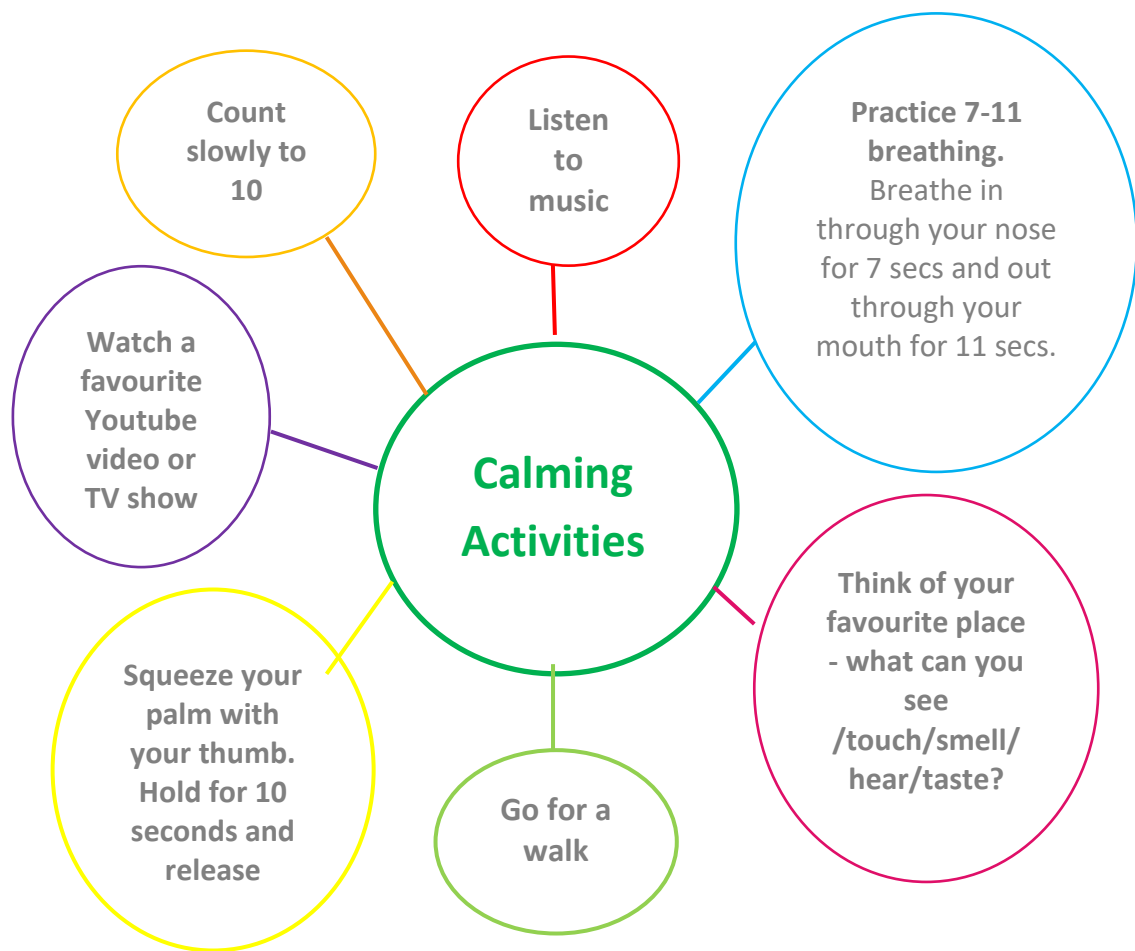 Count
slowly to
10
Listen
to
music
Practice 7-11
breathing.
Breathe in
through your nose
for 7 secs and out
through your
mouth for 11 secs.
Watch a
favourite
Youtube
video or
TV show
Calming
Activities
Think of your
favourite place
- what can you
see
/touch/smell/
hear/taste?
Squeeze your
palm with
your thumb.
Hold for 10
seconds and
release
Go for a
walk